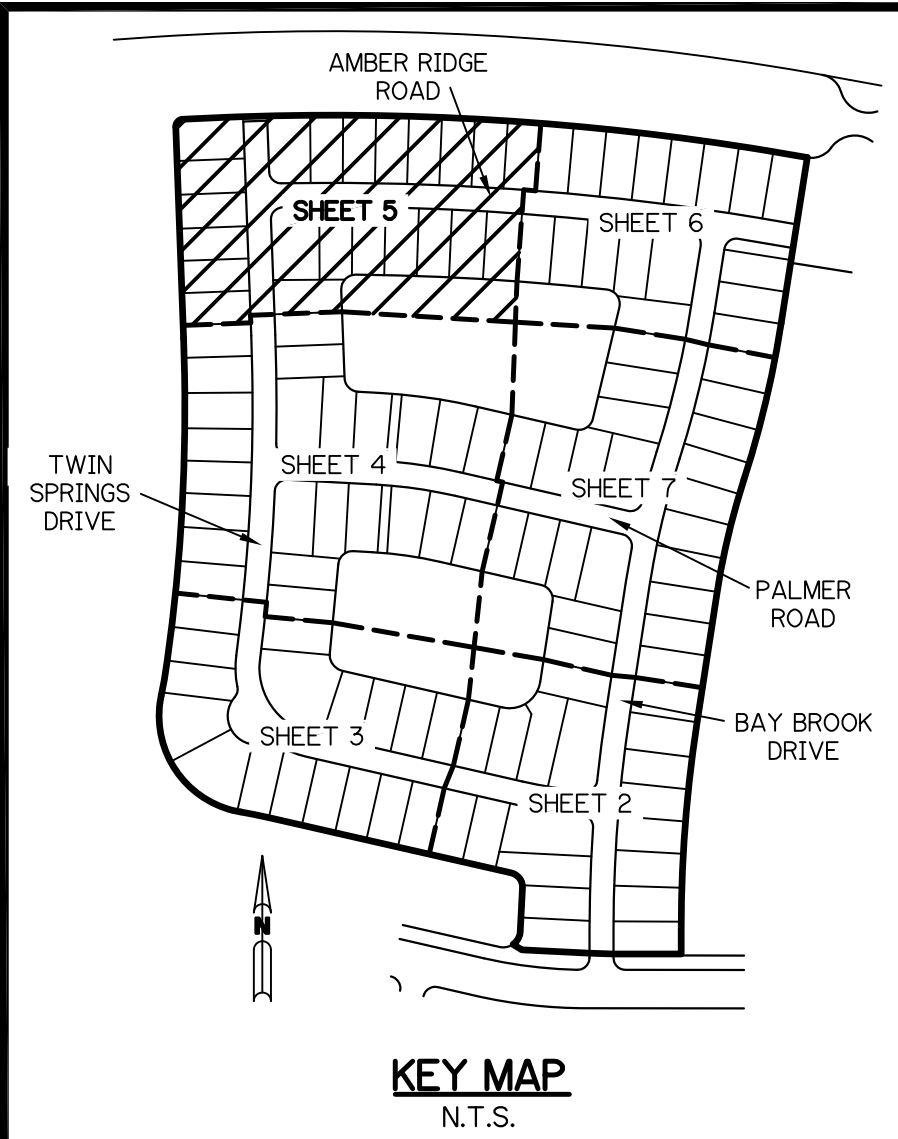 AMBER RIDGE
ROAD
SHEET 5
SHEET 6
TWIN
SPRINGS
DRIVE
SHEET 4
SHEET 7
PALMER
ROAD
BAY BROOK
DRIVE
SHEET 3
SHEET 2
N
KEY MAP
N.T.S.